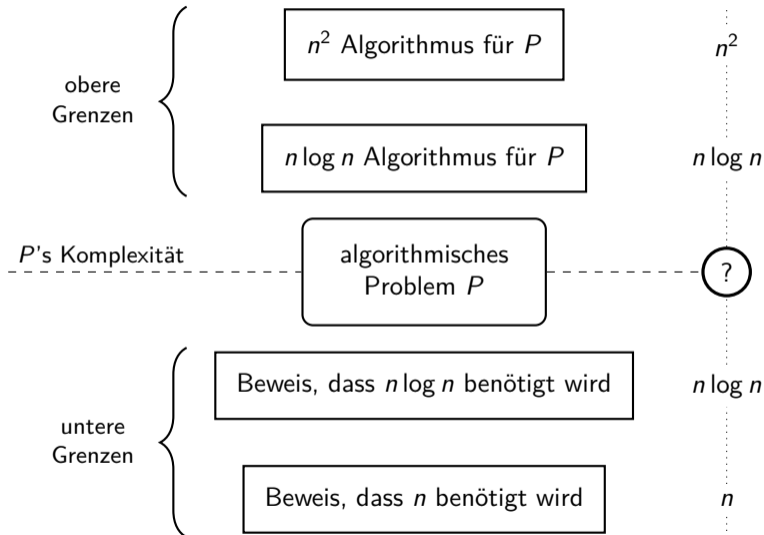 n² Algorithmus für P
n²
obere
Grenzen
n log n Algorithmus für P
n log n
P's Komplexität
algorithmisches
Problem P
?
Beweis, dass n log n benötigt wird
n log n
untere
Grenzen
Beweis, dass n benötigt wird
n